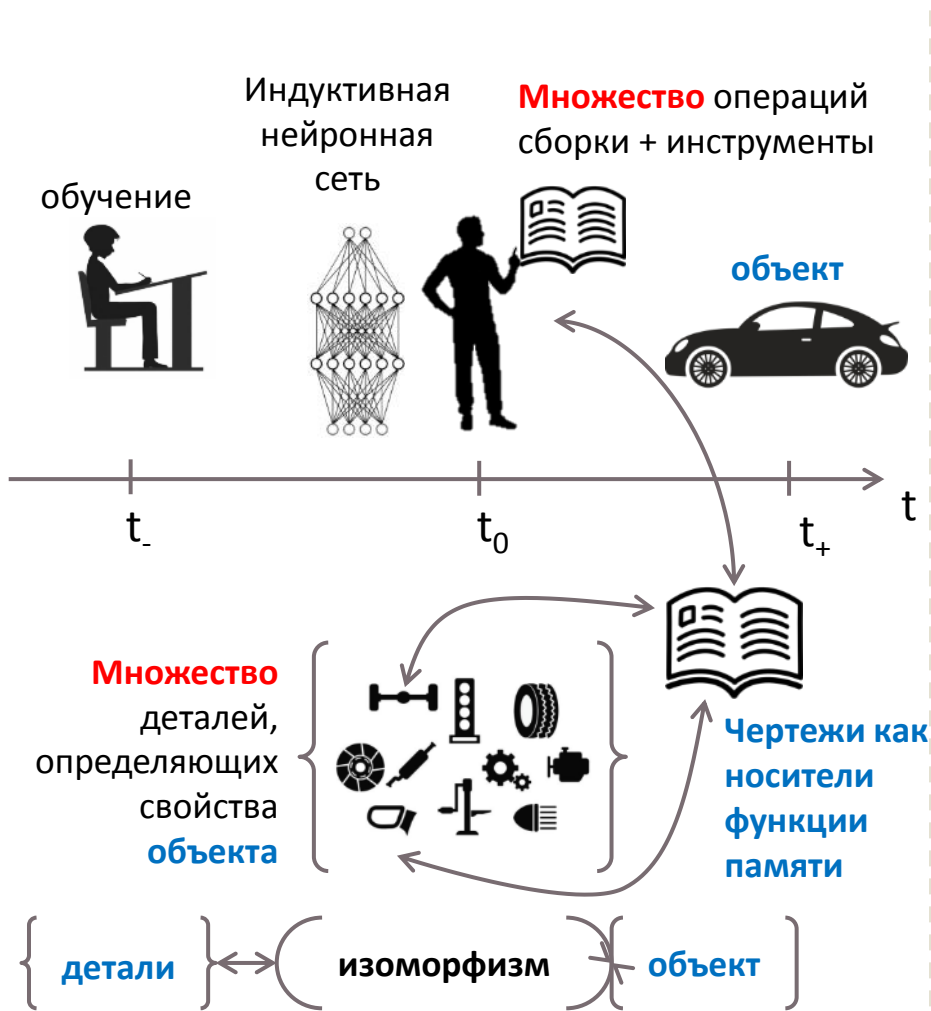 Индуктивная
нейронная
сеть
Множество операций
сборки + инструменты
обучение
объект
t-
t0
t+
t
Множество
деталей,
определяющих
свойства
объекта
Чертежи как
носители
функции
памяти
детали
изоморфизм
объект